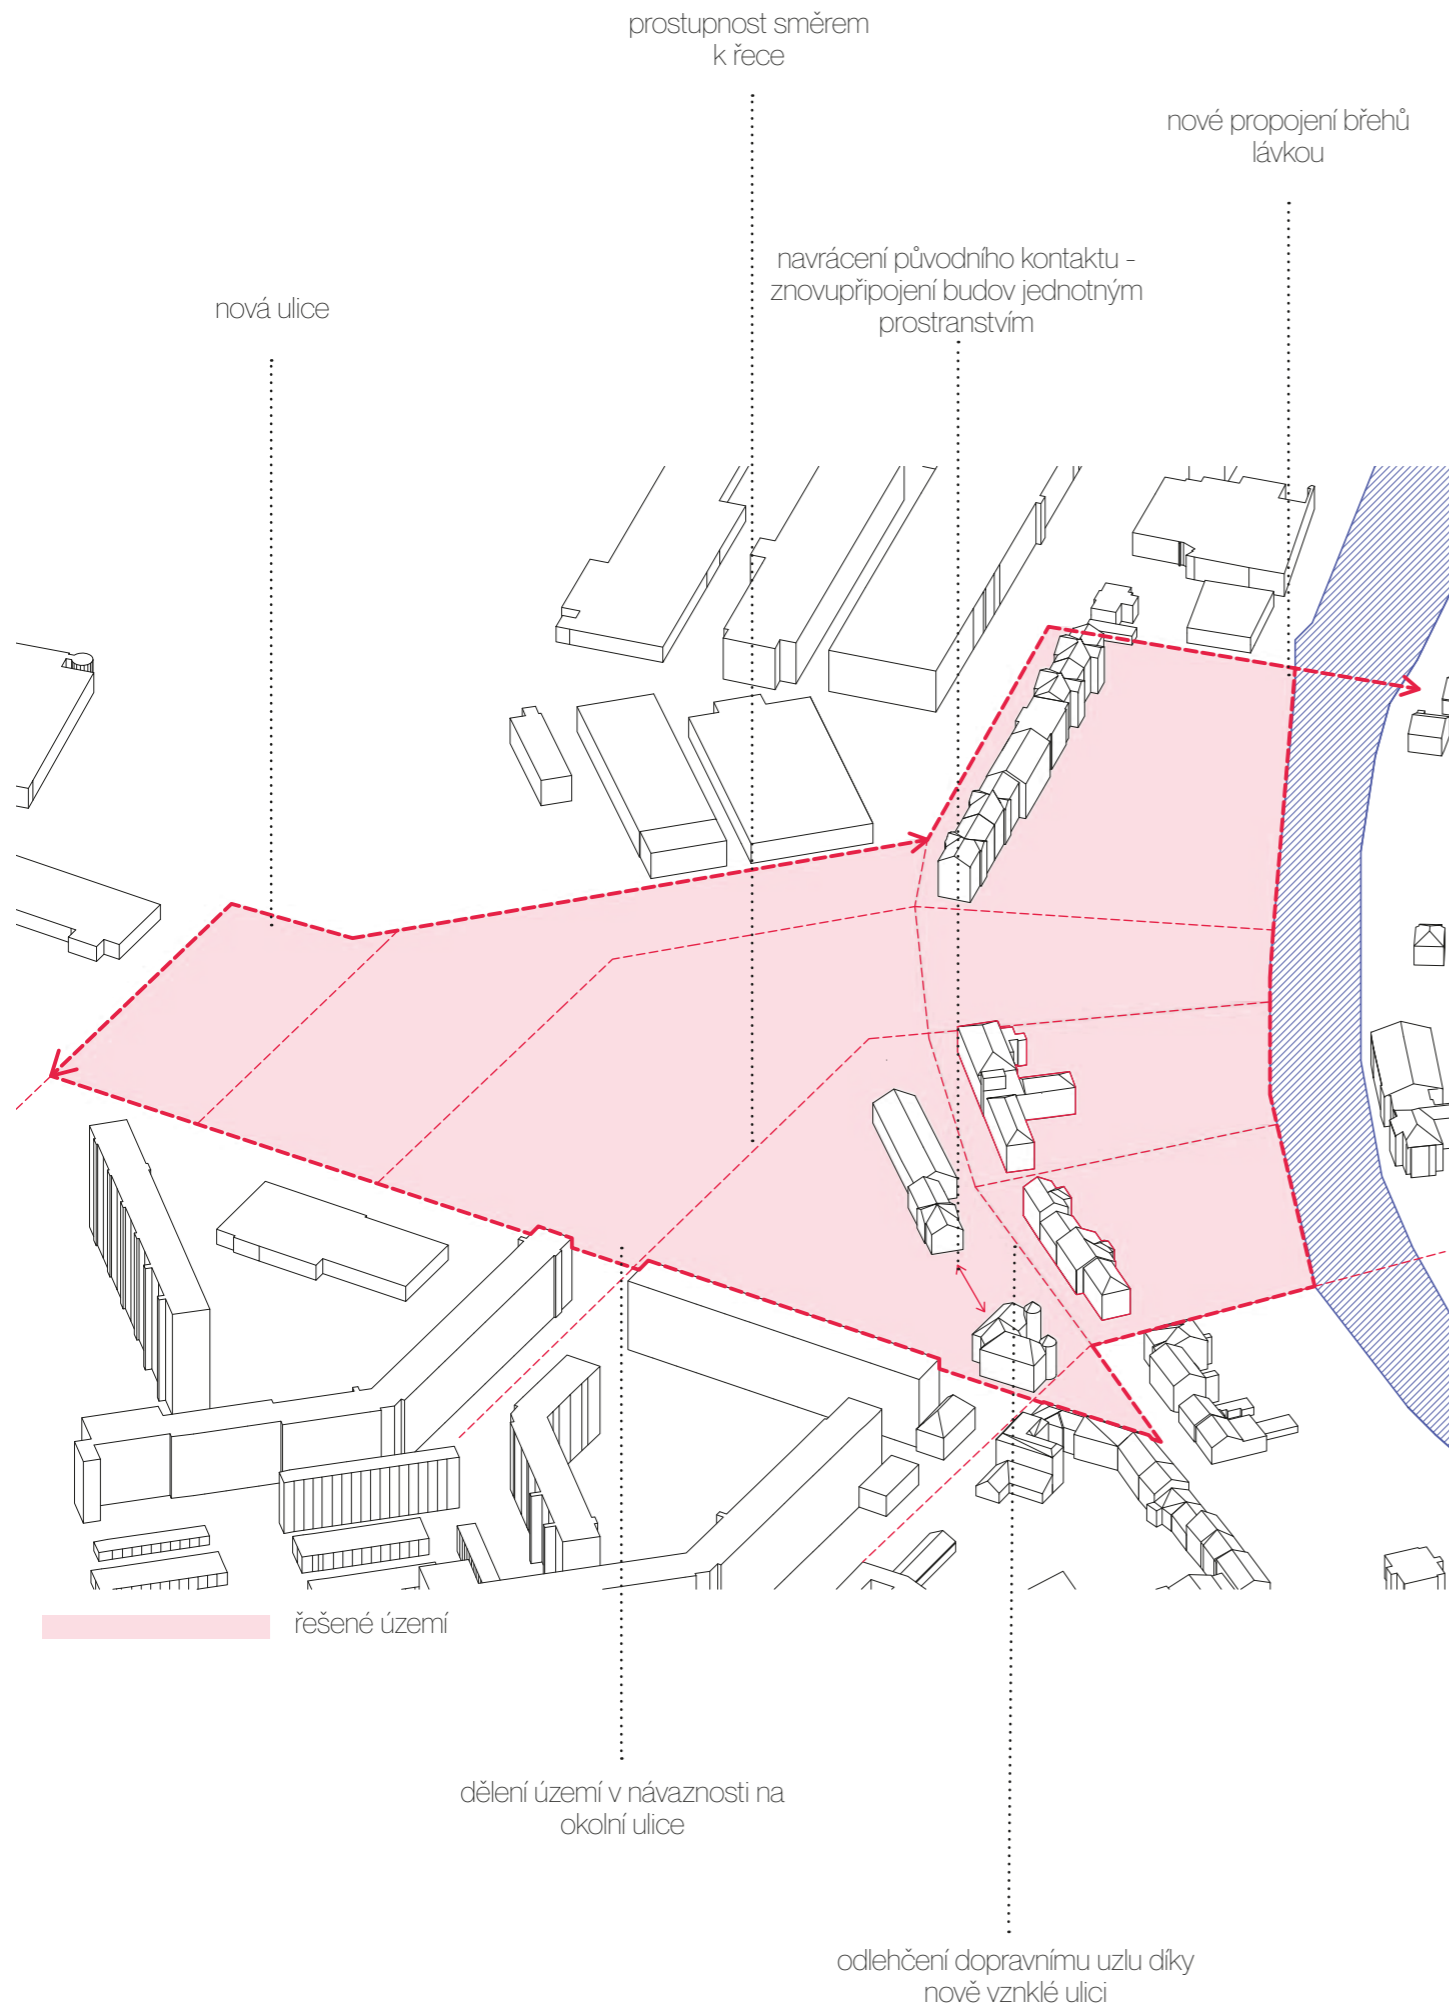 prostupnost směrem
k řece
nové propojení břehů
lávkou
navrácení původního kontaktu -
znovupřipojení budov jednotným
prostranstvím
nová ulice
řešené území
dělení území v návaznosti na
okolní ulice
odlehčení dopravnímu uzlu díky
nově vznklé ulici